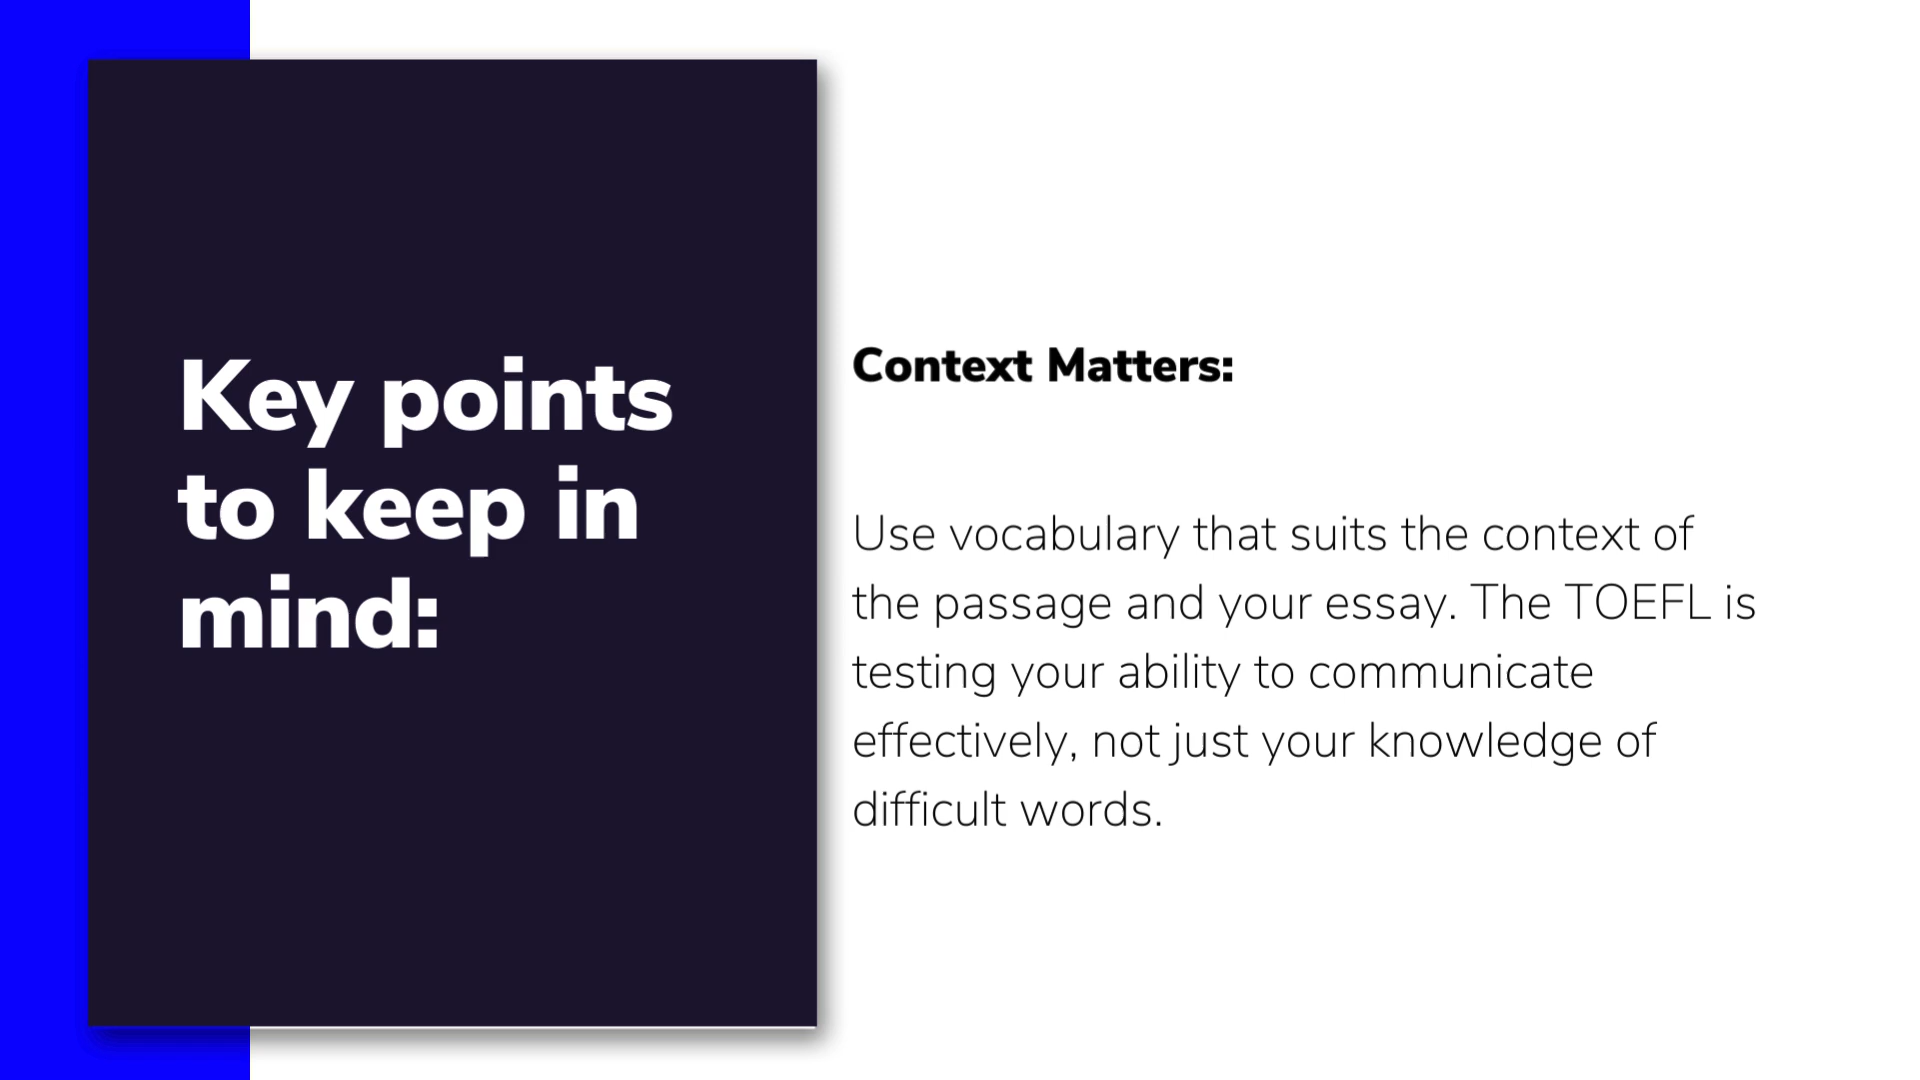 Key points
to keep in
mind:
Context Matters:
Use vocabulary that suits the context of
the passage and your essay. The TOEFL is
testing your ability to communicate
effectively, not just your knowledge of
difficult words.